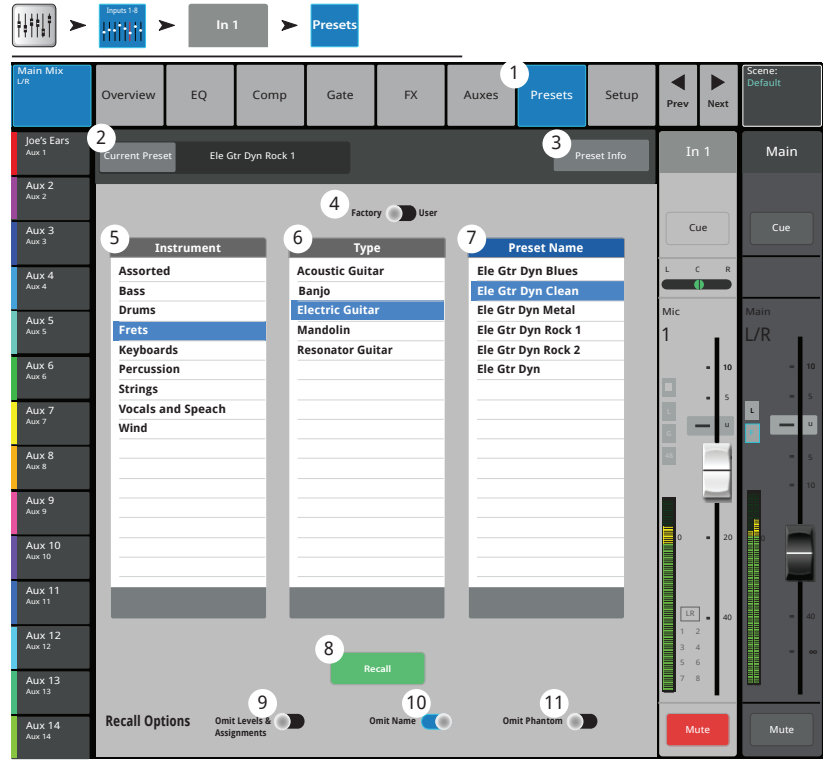 Inputs 1-8
In 1
Presets
Main Mix
L/R
Overview
EQ
Comp
Gate
FX
Auxes
1
Presets
Setup
Prev
Next
Scene:
Default
Joe's Ears
Aux 1
Aux 2
Aux 2
Aux 3
Aux 3
Aux 4
Aux 4
Aux 5
Aux 5
Aux 6
Aux 6
Aux 7
Aux 7
Aux 8
Aux 8
Aux 9
Aux 9
Aux 10
Aux 10
Aux 11
Aux 11
Aux 12
Aux 12
Aux 13
Aux 13
Aux 14
Aux 14
2
Current Preset
Ele Gtr Dyn Rock 1
3
Preset Info
4
Factory
User
5
Instrument
Assorted
Bass
Drums
Frets
Keyboards
Percussion
Strings
Vocals and Speach
Wind
6
Type
Acoustic Guitar
Banjo
Electric Guitar
Mandolin
Resonator Guitar
7
Preset Name
Ele Gtr Dyn Blues
Ele Gtr Dyn Clean
Ele Gtr Dyn Metal
Ele Gtr Dyn Rock 1
Ele Gtr Dyn Rock 2
Ele Gtr Dyn
8
Recall
Recall Options
9
Omit Levels &
Assignments
10
Omit Name
11
Omit Phantom
In 1
Cue
L C R
Mic
1
10
5
U
L
G
48
0
20
LR
40
1 2
3 4
5 6
7 8
Mute
Main
Cue
Main
L/R
10
5
L
U
5
10
0
40
∞
Mute